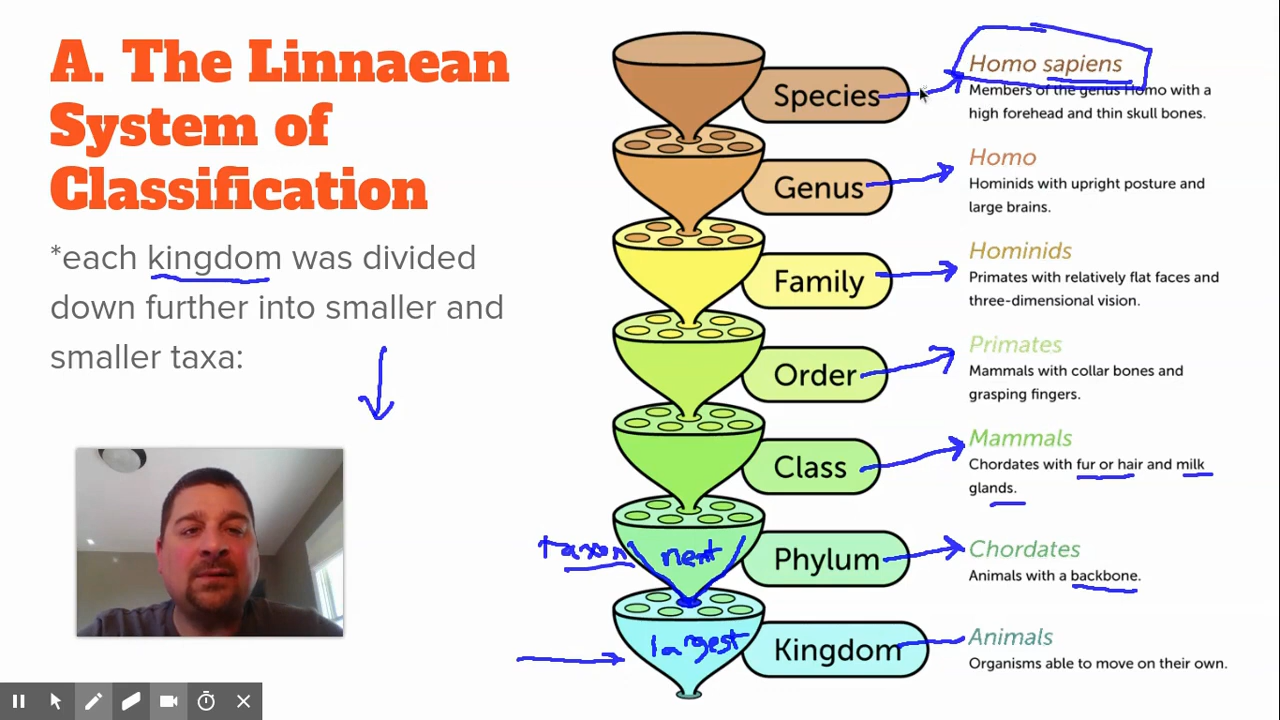 A. The Linnaean
System of
Classification
*each kingdom was divided
down further into smaller and
smaller taxa:
Species
Homo sapiens
Members of the genus Homo with a
high forehead and thin skull bones.
Genus
Homo
Hominids with upright posture and
large brains.
Family
Hominids
Primates with relatively flat faces and
three-dimensional vision.
Order
Primates
Mammals with collar bones and
grasping fingers.
Class
Mammals
Chordates with fur or hair and milk
glands.
taxon
next
Phylum
Chordates
Animals with a backbone.
largest
Kingdom
Animals
Organisms able to move on their own.